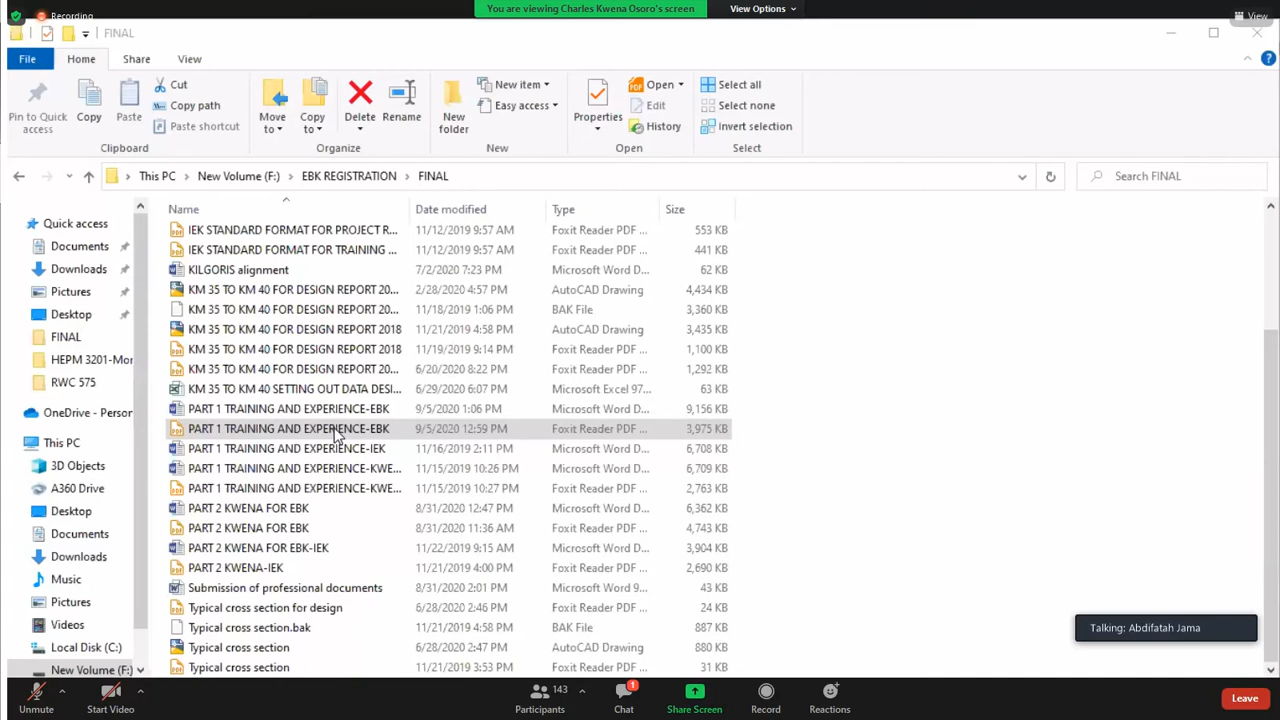 Recording
You are viewing Charles Kwena Osoro's screen
View Options
View
FINAL
File
Home
Share
View
Pin to Quick access
Copy
Paste
Cut
Copy path
Paste shortcut
Move to
Copy to
Delete
Rename
New folder
New item
Easy access
Properties
Open
Edit
History
Select all
Select none
Invert selection
Clipboard
Organize
New
Open
Select
This PC > New Volume (F:) > EBK REGISTRATION > FINAL
Search FINAL
Quick access
Documents
Downloads
Pictures
Desktop
FINAL
HEPM 3201-Mor
RWC 575
OneDrive - Person
This PC
3D Objects
A360 Drive
Desktop
Documents
Downloads
Music
Pictures
Videos
Local Disk (C:)
New Volume (F:)
Name Date modified Type Size
IEK STANDARD FORMAT FOR PROJECT R... 11/12/2019 9:57 AM Foxit Reader PDF ... 553 KB
IEK STANDARD FORMAT FOR TRAINING ... 11/12/2019 9:57 AM Foxit Reader PDF ... 441 KB
KILGORIS alignment 7/2/2020 7:23 PM Microsoft Word D... 62 KB
KM 35 TO KM 40 FOR DESIGN REPORT 20... 2/28/2020 4:57 PM AutoCAD Drawing 4,434 KB
KM 35 TO KM 40 FOR DESIGN REPORT 20... 11/18/2019 1:06 PM BAK File 3,360 KB
KM 35 TO KM 40 FOR DESIGN REPORT 2018 11/21/2019 4:58 PM AutoCAD Drawing 3,435 KB
KM 35 TO KM 40 FOR DESIGN REPORT 2018 11/19/2019 9:14 PM Foxit Reader PDF ... 1,100 KB
KM 35 TO KM 40 FOR DESIGN REPORT 20... 6/20/2020 8:22 PM Foxit Reader PDF ... 1,292 KB
KM 35 TO KM 40 SETTING OUT DATA DESI... 6/29/2020 6:07 PM Microsoft Excel 97... 63 KB
PART 1 TRAINING AND EXPERIENCE-EBK 9/5/2020 1:06 PM Microsoft Word D... 9,156 KB
PART 1 TRAINING AND EXPERIENCE-EBK 9/5/2020 12:59 PM Foxit Reader PDF ... 3,975 KB
PART 1 TRAINING AND EXPERIENCE-IEK 11/16/2019 2:11 PM Microsoft Word D... 6,708 KB
PART 1 TRAINING AND EXPERIENCE-KWE... 11/15/2019 10:26 PM Microsoft Word D... 6,709 KB
PART 1 TRAINING AND EXPERIENCE-KWE... 11/15/2019 10:27 PM Foxit Reader PDF ... 2,763 KB
PART 2 KWENA FOR EBK 8/31/2020 12:47 PM Microsoft Word D... 6,362 KB
PART 2 KWENA FOR EBK 8/31/2020 11:36 AM Foxit Reader PDF ... 4,743 KB
PART 2 KWENA FOR EBK-IEK 11/22/2019 9:15 AM Microsoft Word D... 3,904 KB
PART 2 KWENA-IEK 11/21/2019 4:00 PM Foxit Reader PDF ... 2,690 KB
Submission of professional documents 8/31/2020 2:01 PM Microsoft Word 9... 43 KB
Typical cross section for design 6/28/2020 2:46 PM Foxit Reader PDF ... 24 KB
Typical cross section.bak 11/21/2019 4:58 PM BAK File 887 KB
Typical cross section 6/28/2020 2:47 PM AutoCAD Drawing 880 KB
Typical cross section 11/21/2019 3:53 PM Foxit Reader PDF ... 31 KB
Talking: Abdifatah Jama
Unmute
Start Video
143
Participants
1
Chat
Share Screen
Record
Reactions
Leave